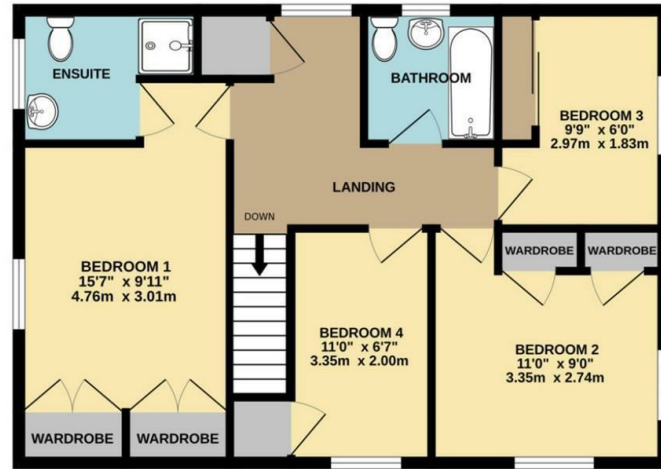 ENSUITE
BATHROOM
BEDROOM 3
9'9" x 6'0"
2.97m x 1.83m
LANDING
DOWN
WARDROBE
WARDROBE
BEDROOM 1
15'7" x 9'11"
4.76m x 3.01m
BEDROOM 4
11'0" x 6'7"
3.35m x 2.00m
BEDROOM 2
11'0" x 9'0"
3.35m x 2.74m
WARDROBE
WARDROBE